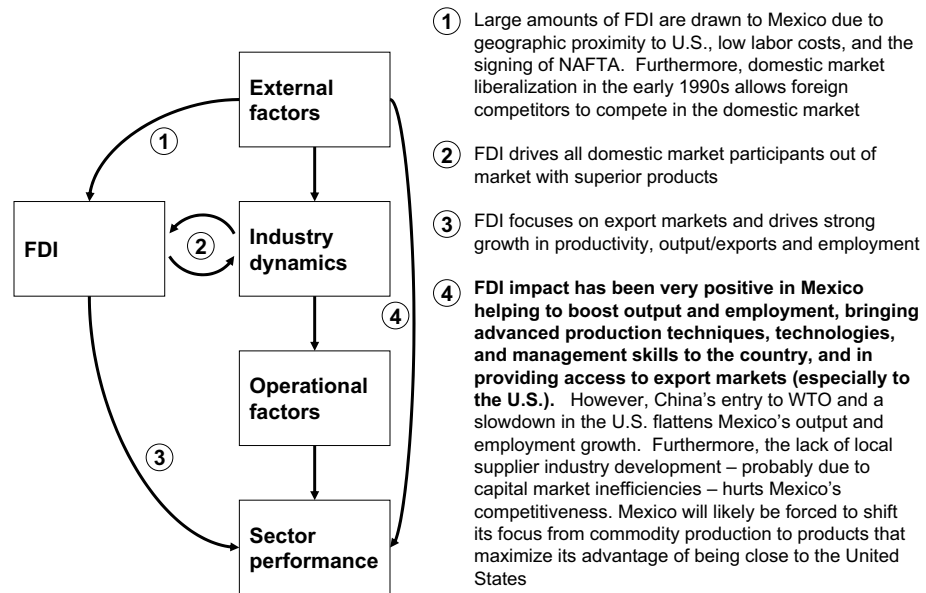 External
factors
1
FDI
2
Industry
dynamics
4
Operational
factors
3
Sector
performance
1 Large amounts of FDI are drawn to Mexico due to
geographic proximity to U.S., low labor costs, and the
signing of NAFTA. Furthermore, domestic market
liberalization in the early 1990s allows foreign
competitors to compete in the domestic market
2 FDI drives all domestic market participants out of
market with superior products
3 FDI focuses on export markets and drives strong
growth in productivity, output/exports and employment
4 FDI impact has been very positive in Mexico
helping to boost output and employment, bringing
advanced production techniques, technologies,
and management skills to the country, and in
providing access to export markets (especially to
the U.S.). However, China's entry to WTO and a
slowdown in the U.S. flattens Mexico's output and
employment growth. Furthermore, the lack of local
supplier industry development – probably due to
capital market inefficiencies – hurts Mexico's
competitiveness. Mexico will likely be forced to shift
its focus from commodity production to products that
maximize its advantage of being close to the United
States